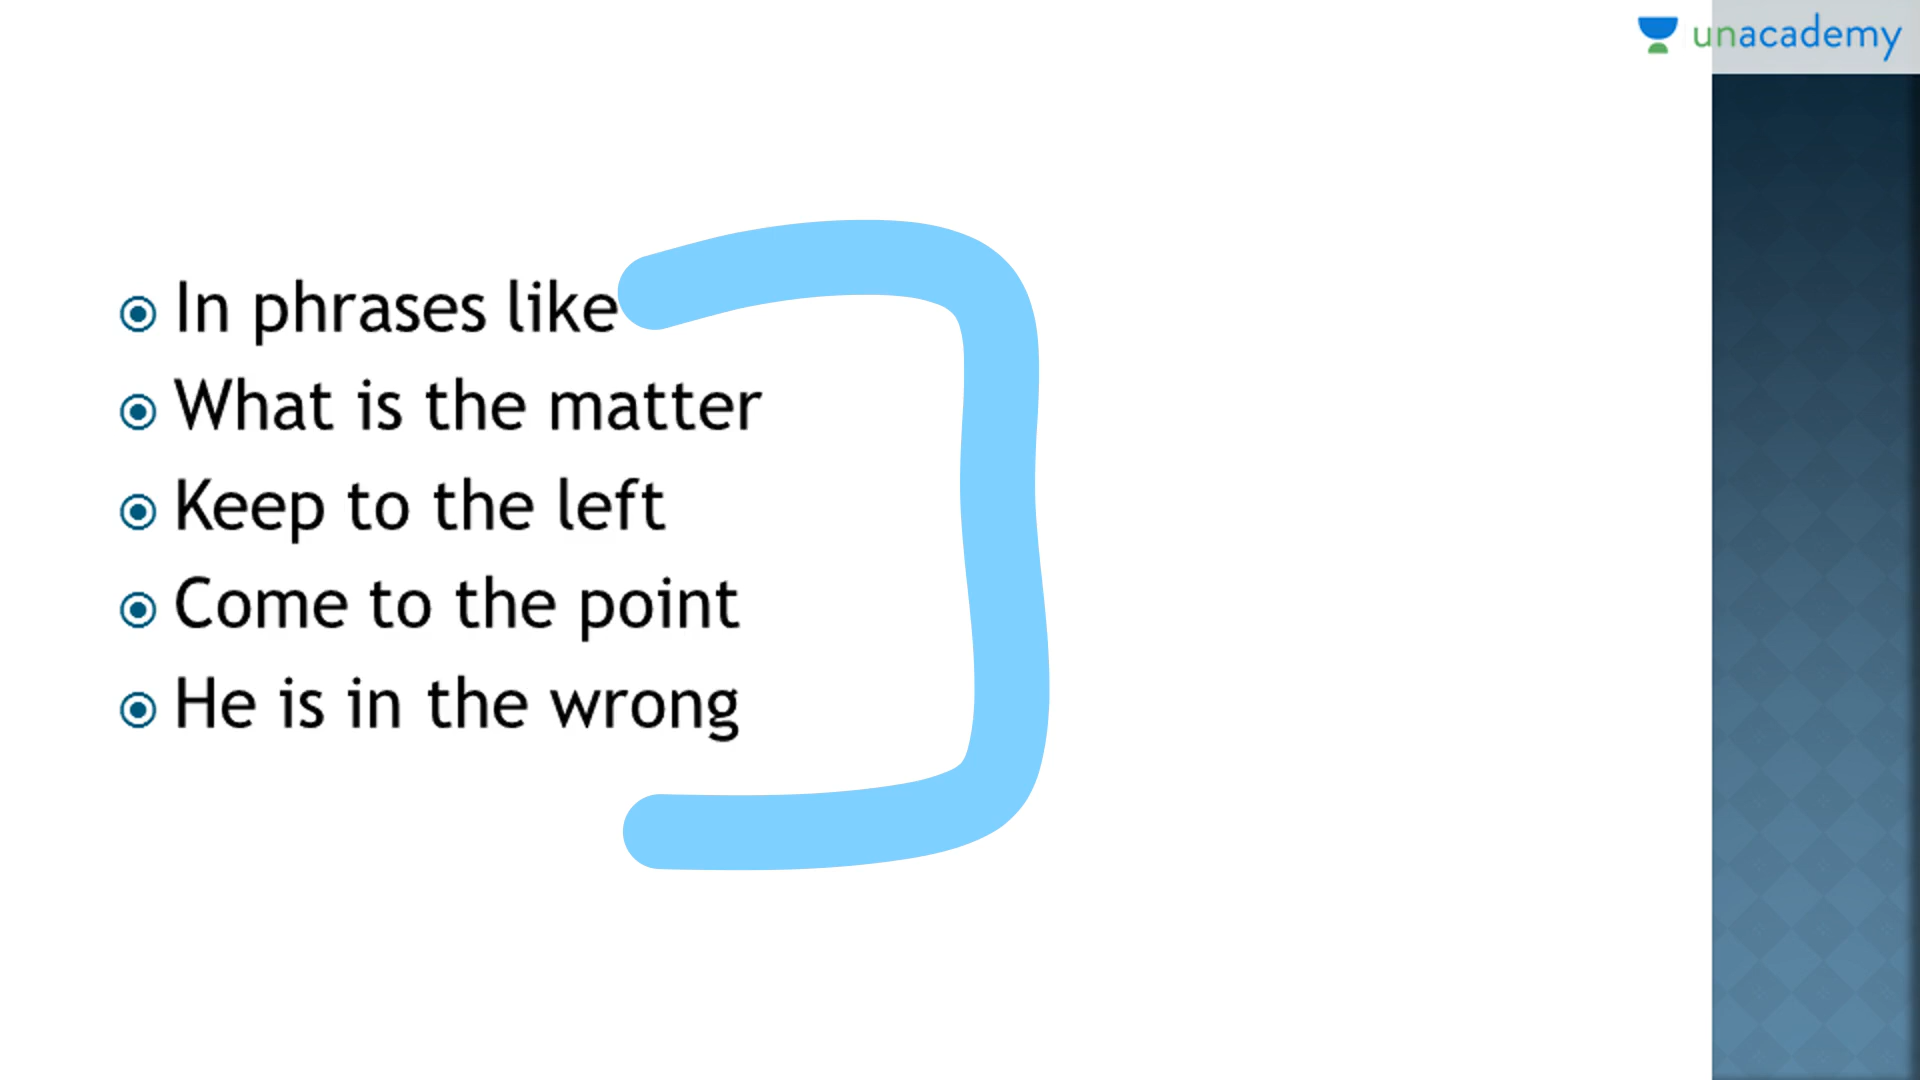 unacademy
In phrases like
What is the matter
Keep to the left
Come to the point
He is in the wrong